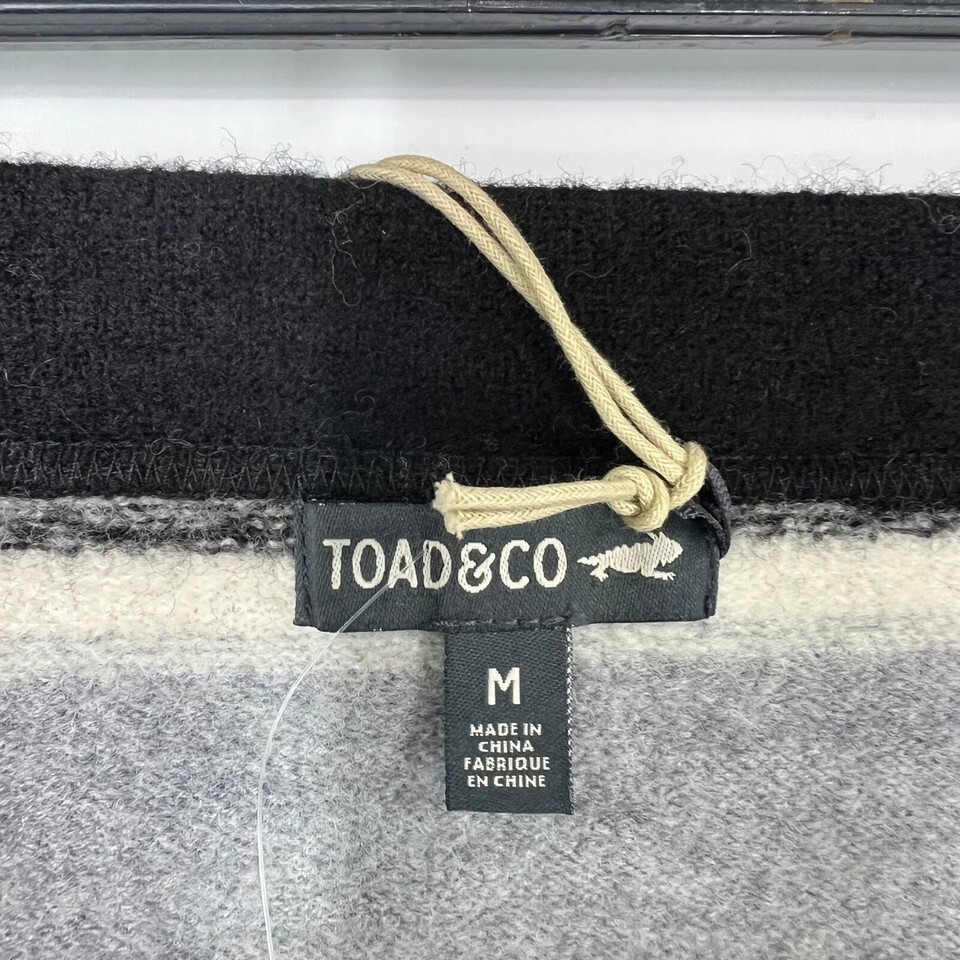 TOAD&CO
M
MADE IN
CHINA
FABRIQUE
EN CHINE